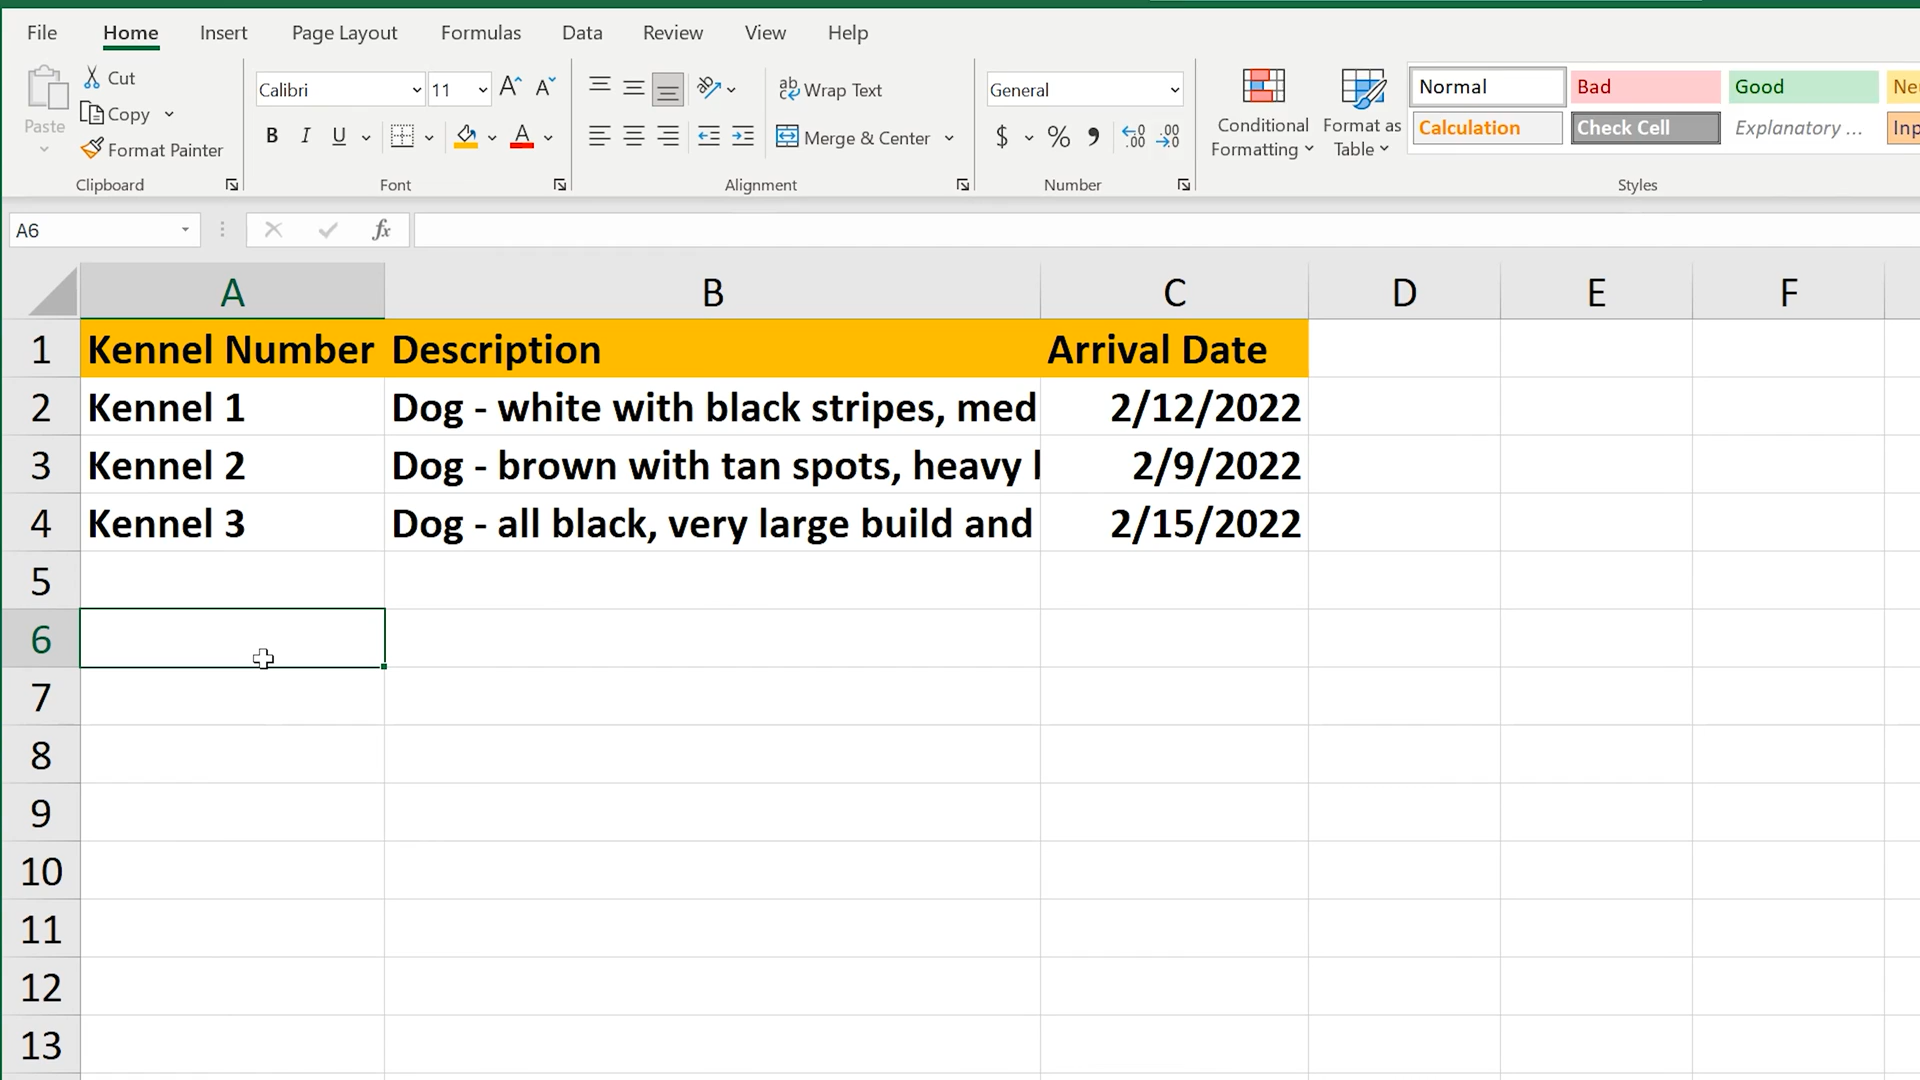 File Home Insert Page Layout Formulas Data Review View Help
Paste
Cut
Copy
Format Painter
Clipboard
Calibri 11
B I U A
Font
ab Wrap Text
Merge & Center
Alignment
General
$ % 9 .00 .00
Number
Conditional Formatting
Format as Table
Normal Bad Good
Calculation Check Cell Explanatory ...
Styles
A6 fx
A B C D E F
1 Kennel Number Description Arrival Date
2 Kennel 1 Dog - white with black stripes, med 2/12/2022
3 Kennel 2 Dog - brown with tan spots, heavy 2/9/2022
4 Kennel 3 Dog - all black, very large build and 2/15/2022
5
6
7
8
9
10
11
12
13